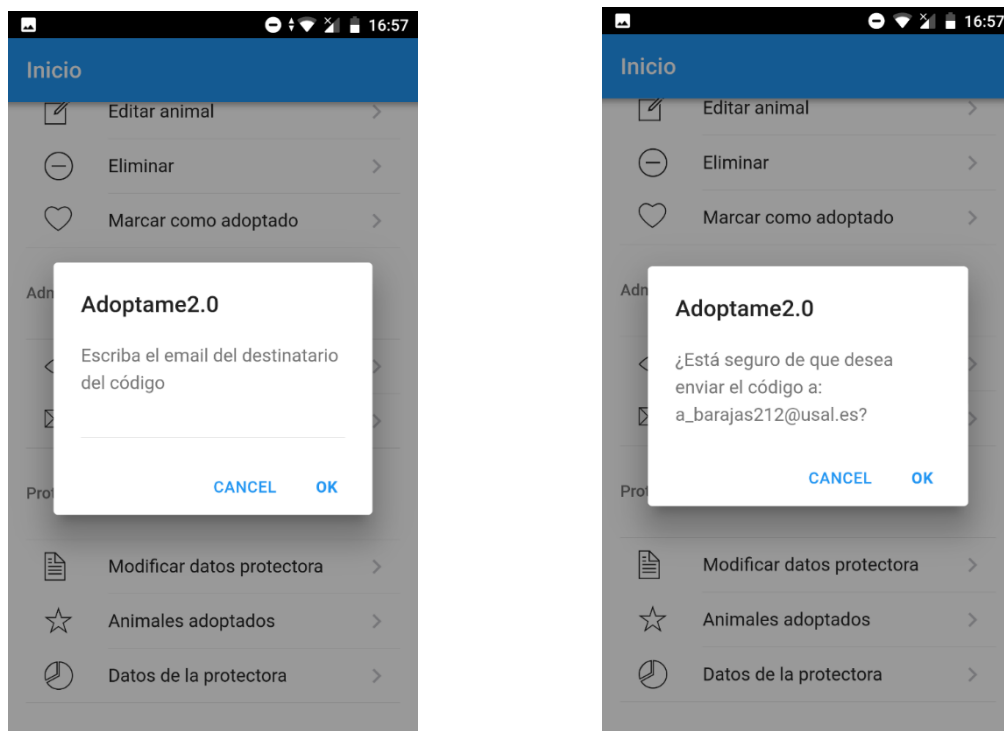 16:57
Inicio
Editar animal
Eliminar
Marcar como adoptado
Adoptame2.0
Escriba el email del destinatario
del código
CANCEL OK
Modificar datos protectora
Animales adoptados
Datos de la protectora
16:57
Inicio
Editar animal
Eliminar
Marcar como adoptado
Adoptame2.0
¿Está seguro de que desea
enviar el código a:
a_barajas212@usal.es?
CANCEL OK
Modificar datos protectora
Animales adoptados
Datos de la protectora